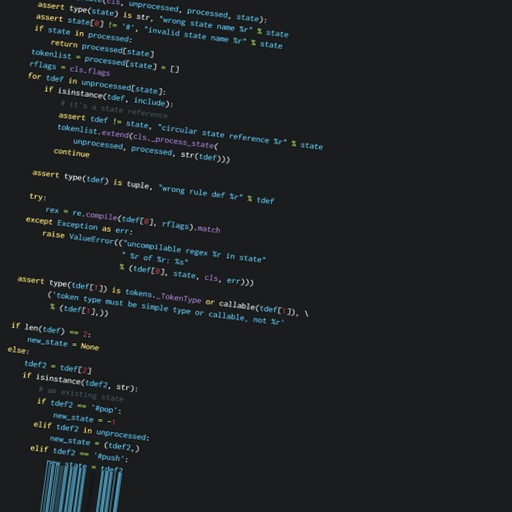 cls, unprocessed, processed, state):
assert type(state) is str, "wrong state name %r" % state
assert state[0] != '#', "invalid state name %r" % state
if state in processed:
return processed[state]
tokenlist = processed[state] = []
rflags = cls.flags
for tdef in unprocessed[state]:
if isinstance(tdef, include):
# it's a state reference
assert tdef != state, "circular state reference %r" % state
tokenlist.extend(cls._process_state(
unprocessed, processed, str(tdef)))
continue
assert type(tdef) is tuple, "wrong rule def %r" % tdef
try:
rex = re.compile(tdef[0], rflags).match
except Exception as err:
raise ValueError(("uncompilable regex %r in state"
" %r of %r: %s"
% (tdef[0], state, cls, err)))
assert type(tdef[1]) is tokens._TokenType or callable(tdef[1]), \
('token type must be simple type or callable, not %r'
% (tdef[1],))
if len(tdef) == 2:
new_state = None
else:
tdef2 = tdef[2]
if isinstance(tdef2, str):
# an existing state
if tdef2 == '#pop':
new_state = -1
elif tdef2 in unprocessed:
new_state = (tdef2,)
elif tdef2 == '#push':
new_state = tdef2